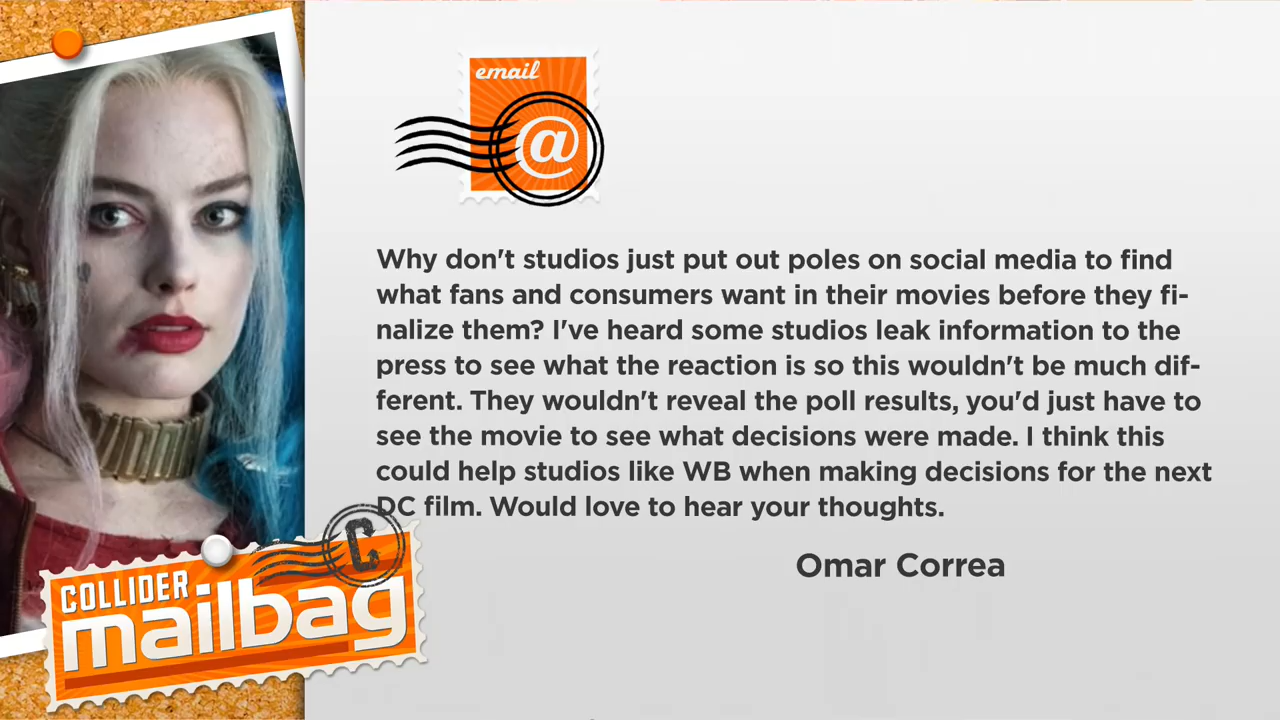 email
@
Why don't studios just put out poles on social media to find
what fans and consumers want in their movies before they fi-
nalize them? I've heard some studios leak information to the
press to see what the reaction is so this wouldn't be much dif-
ferent. They wouldn't reveal the poll results, you'd just have to
see the movie to see what decisions were made. I think this
could help studios like WB when making decisions for the next
DC film. Would love to hear your thoughts.
Omar Correa
C
COLLIDER
mailbag